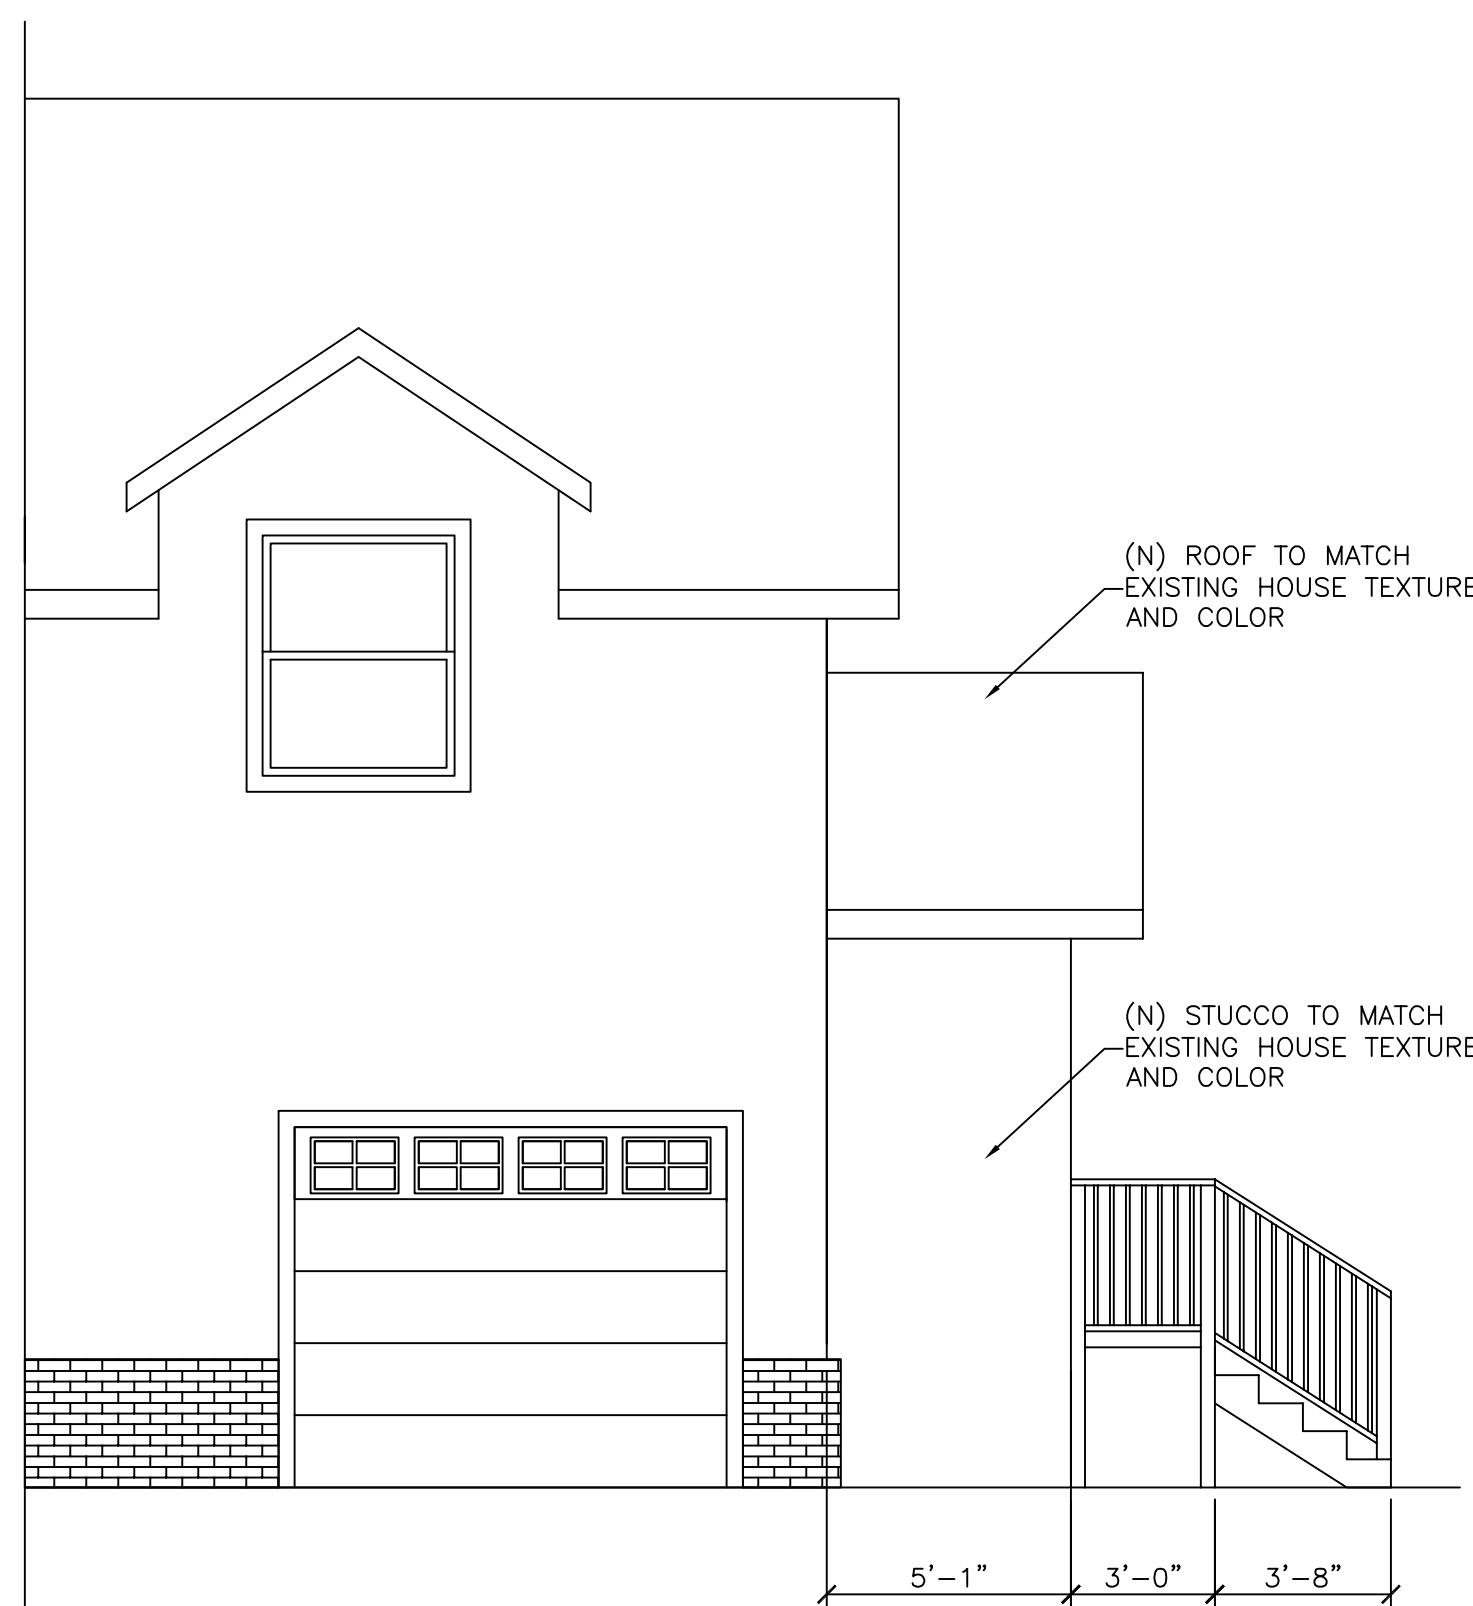 (N) ROOF TO MATCH
EXISTING HOUSE TEXTURE
AND COLOR
(N) STUCCO TO MATCH
EXISTING HOUSE TEXTURE
AND COLOR
5'-1" 3'-0" 3'-8"